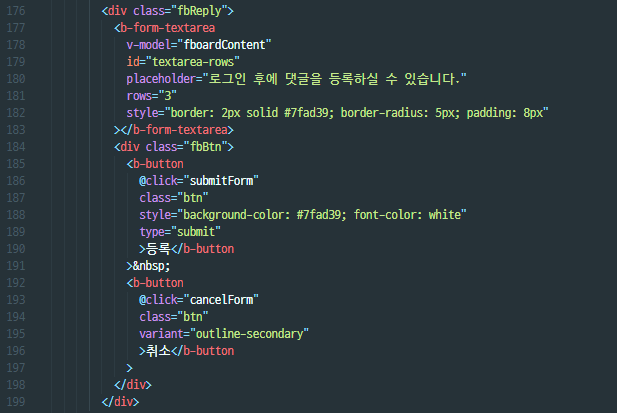 176 <div class="fbReply">
177 <b-form-textarea
178 v-model="fboardContent"
179 id="textarea-rows"
180 placeholder="로그인 후에 댓글을 등록하실 수 있습니다."
181 rows="3"
182 style="border: 2px solid #7fad39; border-radius: 5px; padding: 8px"
183 ></b-form-textarea>
184 <div class="fbBtn">
185 <b-button
186 @click="submitForm"
187 class="btn"
188 style="background-color: #7fad39; font-color: white"
189 type="submit"
190 >등록</b-button
191 >&nbsp;
192 <b-button
193 @click="cancelForm"
194 class="btn"
195 variant="outline-secondary"
196 >취소</b-button
197 >
198 </div>
199 </div>